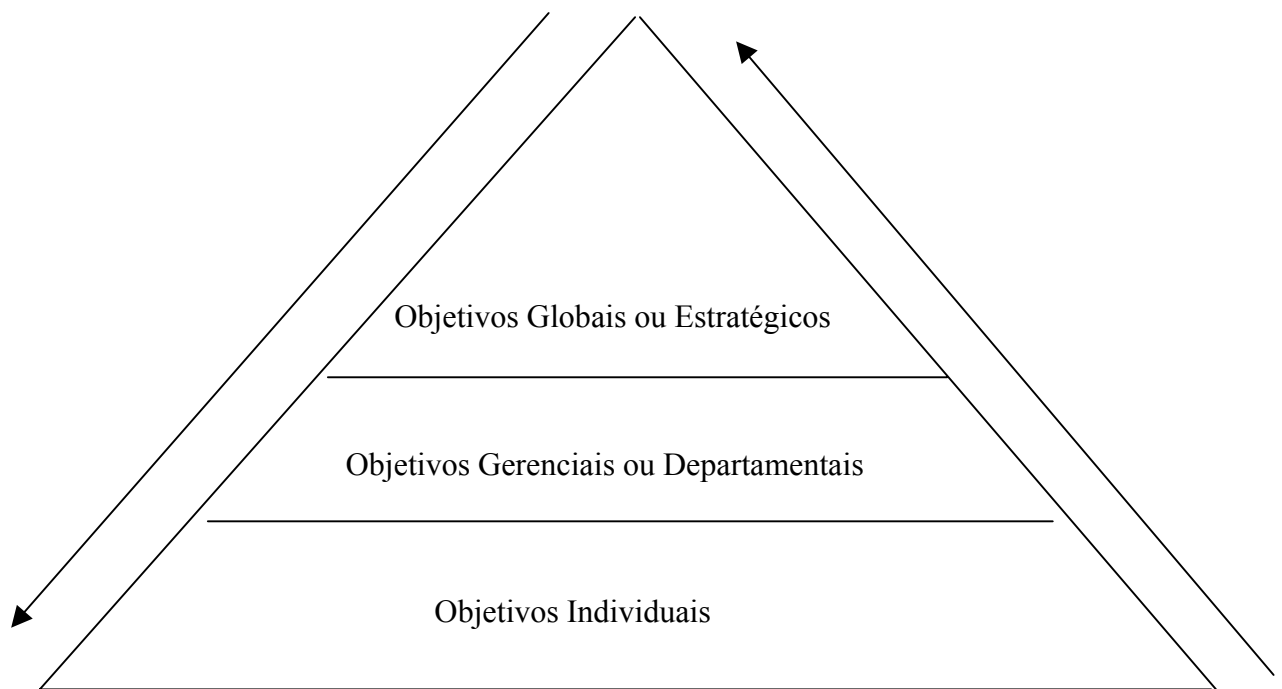 Objetivos Globais ou Estratégicos
Objetivos Gerenciais ou Departamentais
Objetivos Individuais